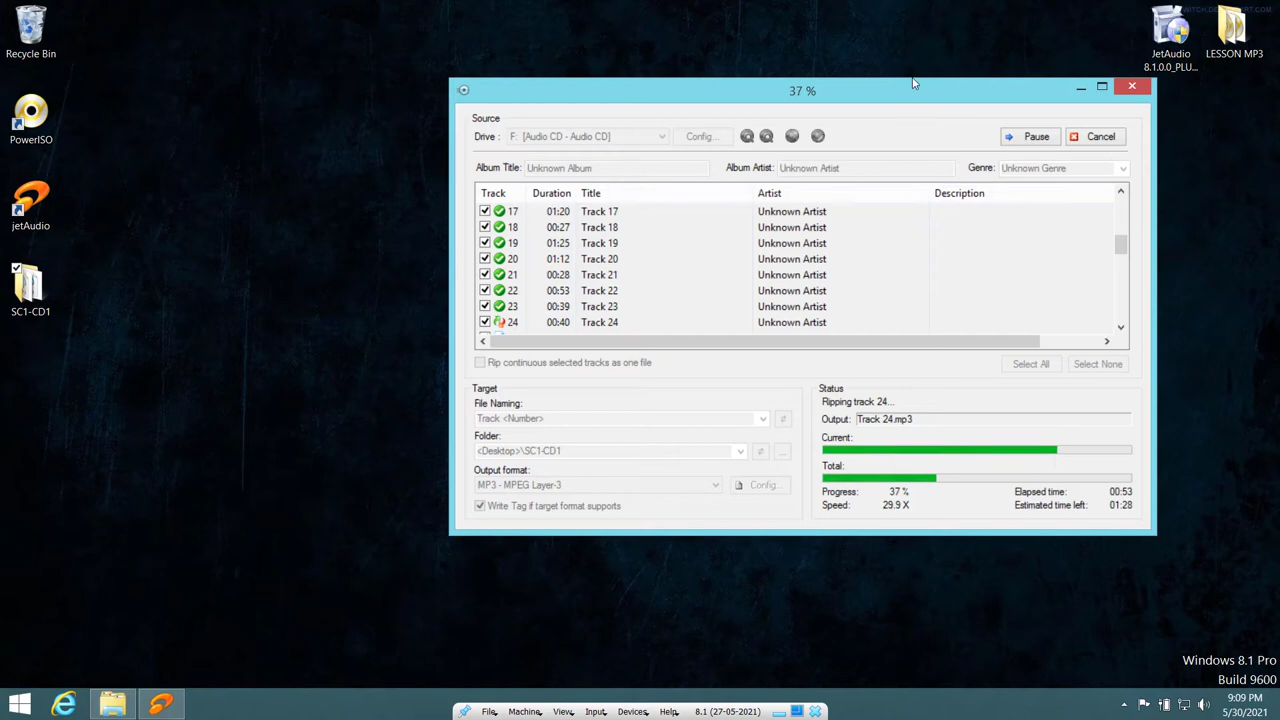 Recycle Bin
PowerISO
jetAudio
SC1-CD1
JetAudio
8.1.0.0_PLU...
LESSON MP3
37 %
Source
Drive : F: [Audio CD - Audio CD] Config... Pause Cancel
Album Title: Unknown Album Album Artist: Unknown Artist Genre: Unknown Genre
Track Duration Title Artist Description
17 01:20 Track 17 Unknown Artist
18 00:27 Track 18 Unknown Artist
19 01:25 Track 19 Unknown Artist
20 01:12 Track 20 Unknown Artist
21 00:28 Track 21 Unknown Artist
22 00:53 Track 22 Unknown Artist
23 00:39 Track 23 Unknown Artist
24 00:40 Track 24 Unknown Artist
Rip continuous selected tracks as one file Select All Select None
Target
File Naming:
Track <Number>
Folder:
<Desktop>\SC1-CD1
Output format:
MP3 - MPEG Layer-3 Config...
Write Tag if target format supports
Status
Ripping track 24...
Output: Track 24.mp3
Current:
Total:
Progress: 37 % Elapsed time: 00:53
Speed: 29.9 X Estimated time left: 01:28
Windows 8.1 Pro
Build 9600
File Machine View Input Devices Help 8.1 (27-05-2021)
9:09 PM
5/30/2021